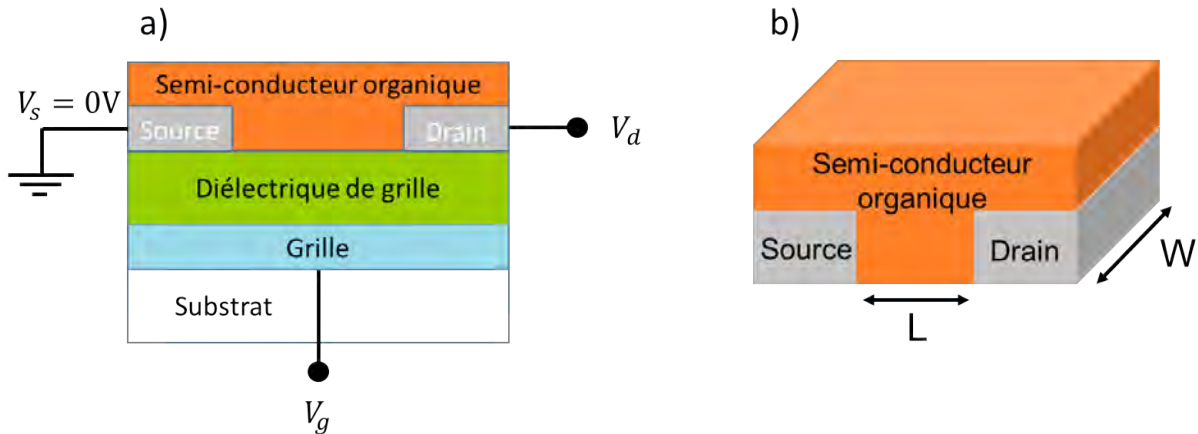 a)
Semi-conducteur organique
V_s = 0V
Source
Drain
V_d
Diélectrique de grille
Grille
Substrat
V_g
b)
Semi-conducteur
organique
Source
Drain
W
L